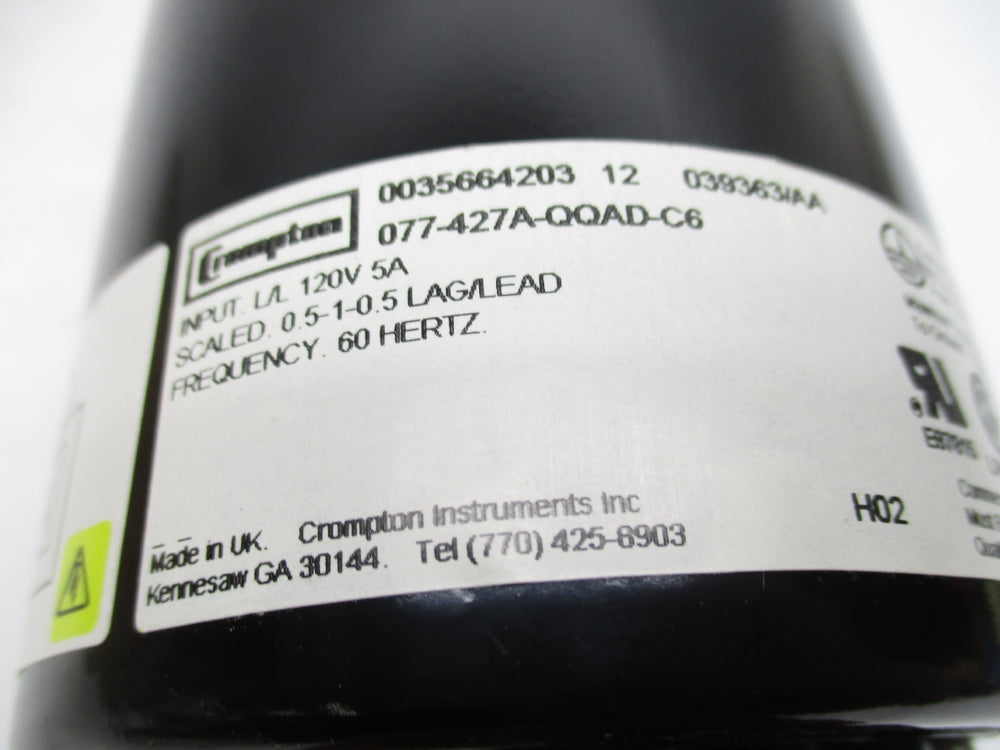 Crompton
0035664203 12 039363/AA
077-427A-QQAD-C6
INPUT. L/L 120V 5A
SCALED. 0.5-1-0.5 LAG/LEAD
FREQUENCY. 60 HERTZ.
Made in UK. Crompton Instruments Inc
Kennesaw GA 30144. Tel (770) 425-8903
H02